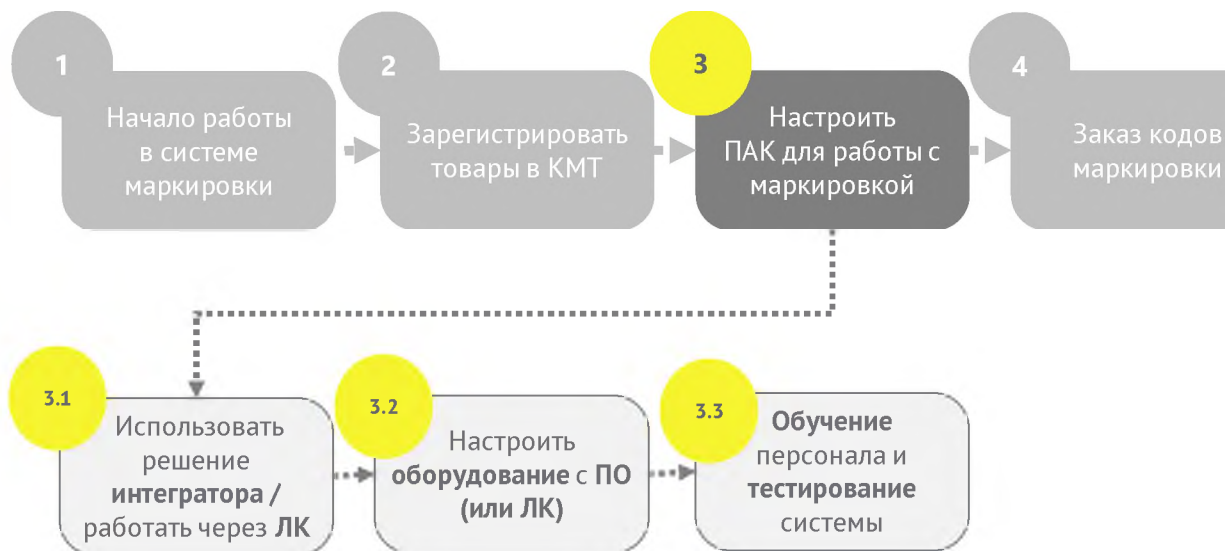 1
Начало работы
в системе
маркировки
2
Зарегистрировать
товары в КМТ
3
Настроить
ПАК для работы с
маркировкой
4
Заказ кодов
маркировки
3.1
Использовать
решение
интегратора /
работать через ЛК
3.2
Настроить
оборудование с ПО
(или ЛК)
3.3
Обучение
персонала и
тестирование
системы